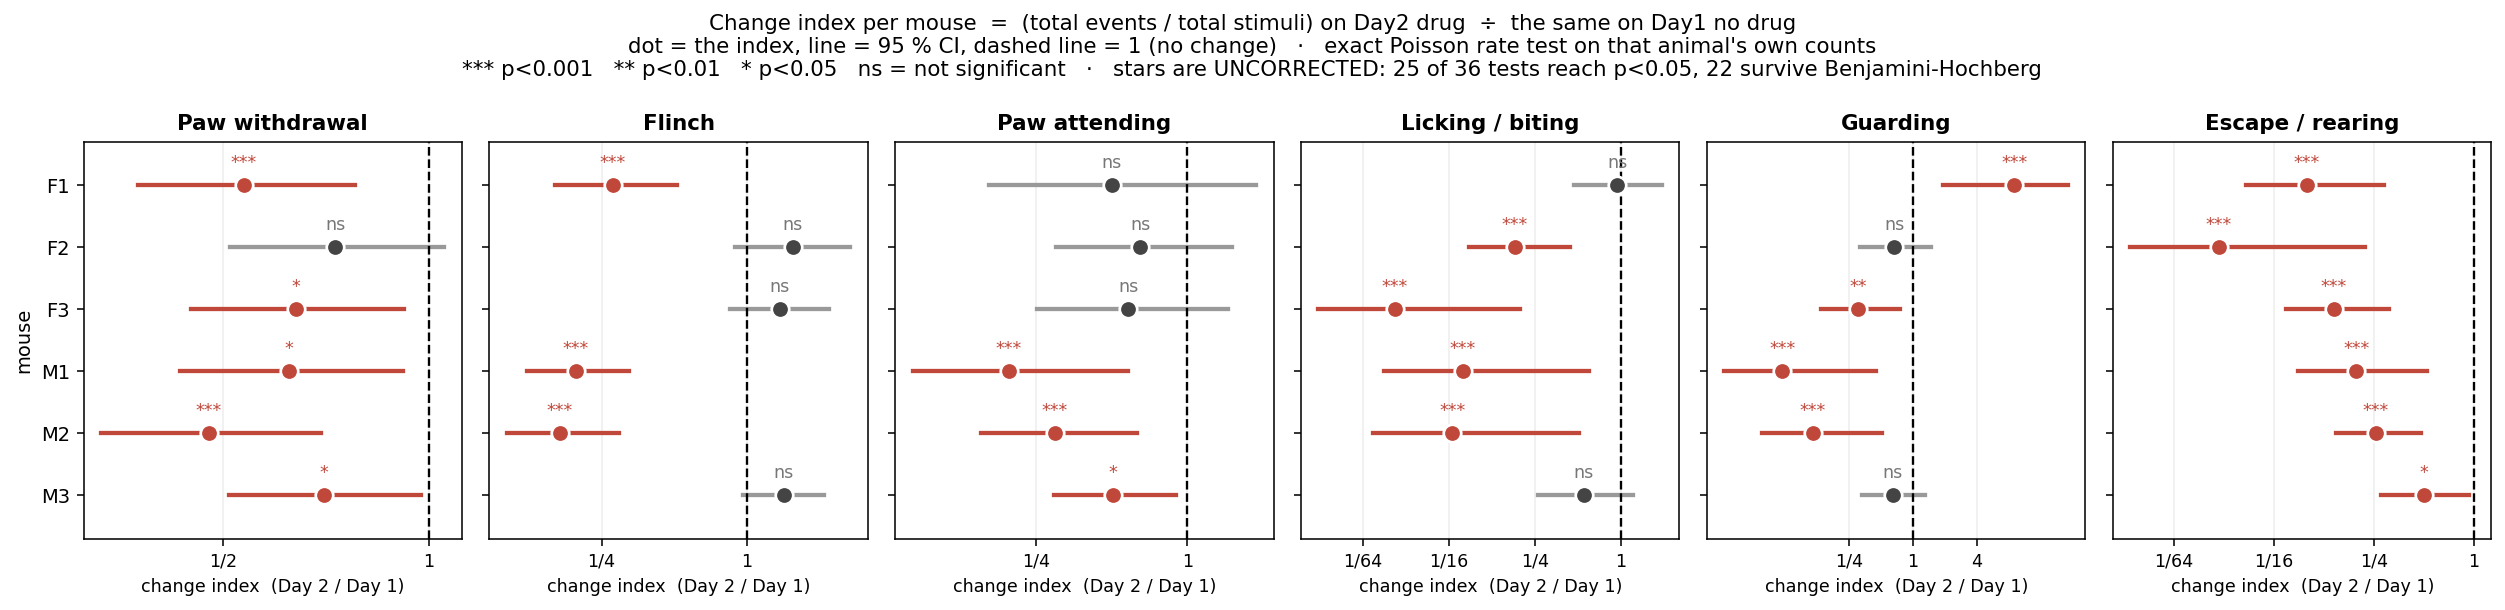 Change index per mouse  =  (total events / total stimuli) on Day2 drug  ÷  the same on Day1 no drug
dot = the index, line = 95 % CI, dashed line = 1 (no change)   ·   exact Poisson rate test on that animal's own counts
*** p<0.001   ** p<0.01   * p<0.05   ns = not significant   ·   stars are UNCORRECTED: 25 of 36 tests reach p<0.05, 22 survive Benjamini-Hochberg
Paw withdrawal
Flinch
Paw attending
Licking / biting
Guarding
Escape / rearing
mouse
F1
F2
F3
M1
M2
M3
***
ns
*
*
***
*
1/2
1
change index  (Day 2 / Day 1)
***
ns
ns
***
***
ns
1/4
1
change index  (Day 2 / Day 1)
ns
ns
ns
***
***
*
1/4
1
change index  (Day 2 / Day 1)
ns
***
***
***
***
ns
1/64
1/16
1/4
1
change index  (Day 2 / Day 1)
***
ns
**
***
***
ns
1/4
1
4
change index  (Day 2 / Day 1)
***
***
***
***
***
*
1/64
1/16
1/4
1
change index  (Day 2 / Day 1)